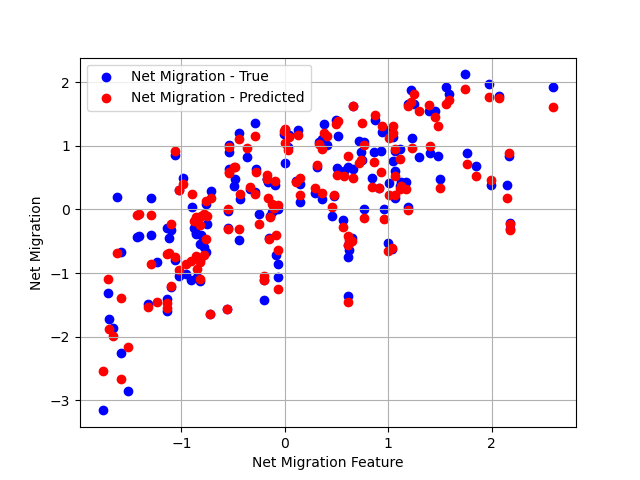 Net Migration - True
Net Migration - Predicted
2
1
0
−1
−2
−3
Net Migration
−1
0
1
2
Net Migration Feature